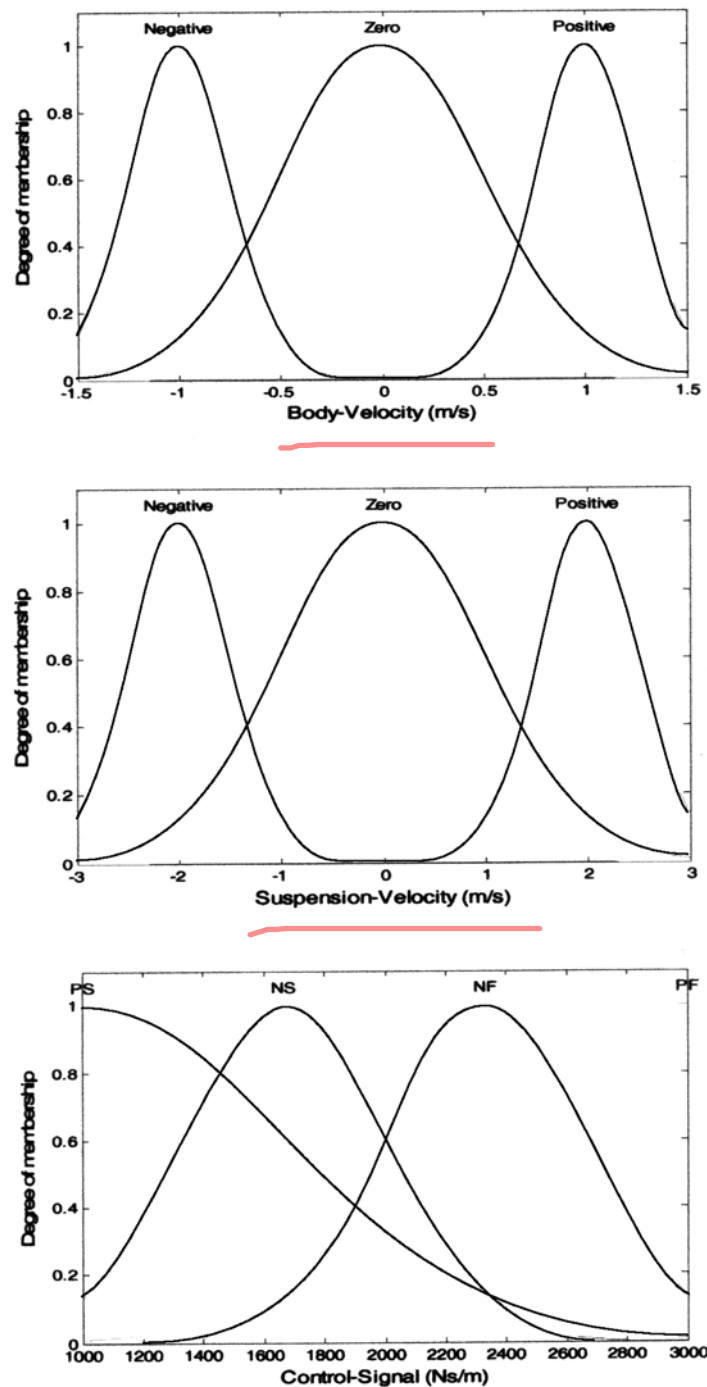 Negative Zero Positive
1
0.8
0.6
0.4
0.2
0
Degree of membership
-1.5 -1 -0.5 0 0.5 1 1.5
Body-Velocity (m/s)
Negative Zero Positive
1
0.8
0.6
0.4
0.2
0
Degree of membership
-3 -2 -1 0 1 2 3
Suspension-Velocity (m/s)
PS NS NF PF
1
0.8
0.6
0.4
0.2
0
Degree of membership
1000 1200 1400 1600 1800 2000 2200 2400 2600 2800 3000
Control-Signal (Ns/m)